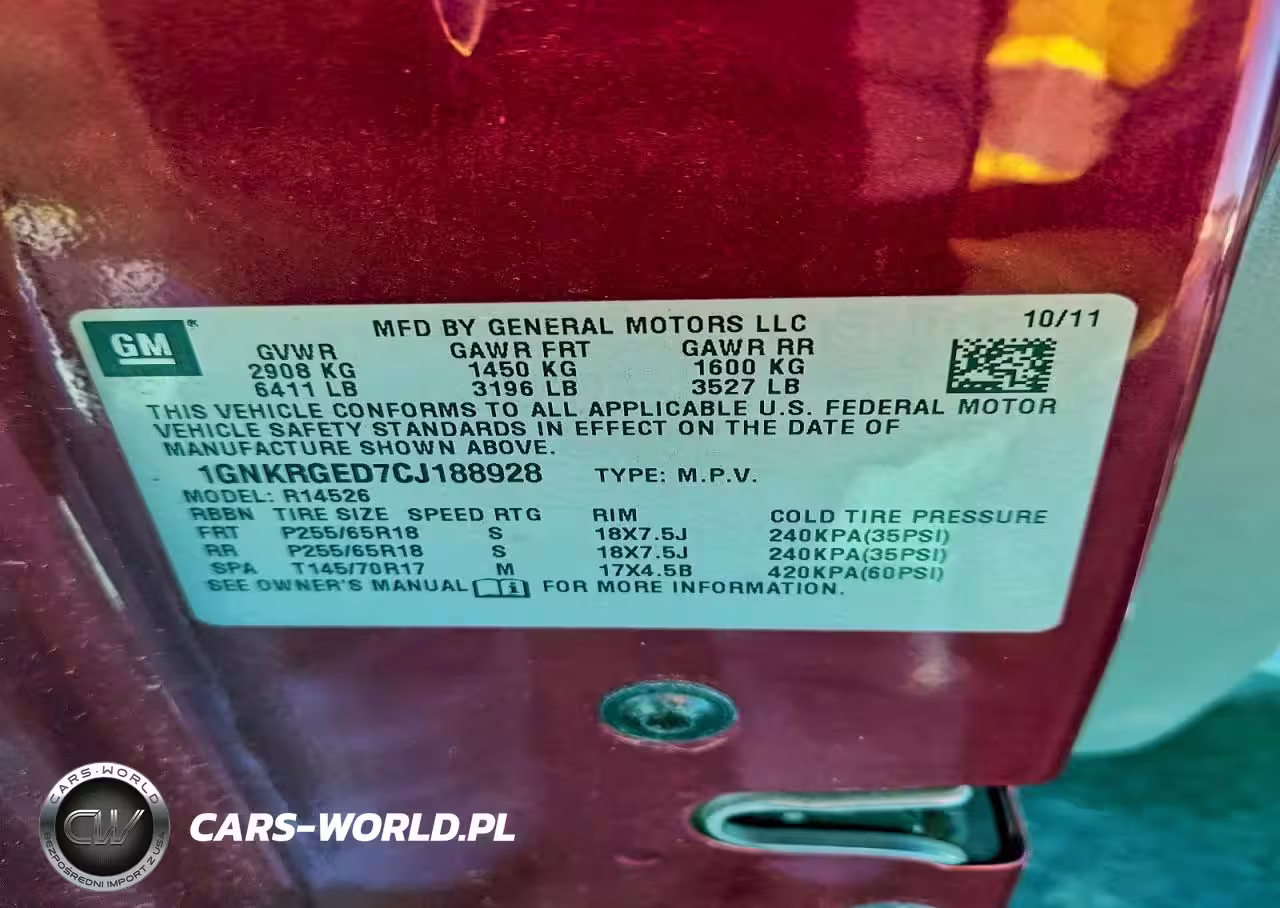 GM ®
MFD BY GENERAL MOTORS LLC 10/11
GVWR GAWR FRT GAWR RR
2908 KG 1450 KG 1600 KG
6411 LB 3196 LB 3527 LB
THIS VEHICLE CONFORMS TO ALL APPLICABLE U.S. FEDERAL MOTOR
VEHICLE SAFETY STANDARDS IN EFFECT ON THE DATE OF
MANUFACTURE SHOWN ABOVE.
1GNKRGED7CJ188928 TYPE: M.P.V.
MODEL: R14526
RBBN TIRE SIZE SPEED RTG RIM COLD TIRE PRESSURE
FRT P255/65R18 S 18X7.5J 240KPA(35PSI)
RR P255/65R18 S 18X7.5J 240KPA(35PSI)
SPA T145/70R17 M 17X4.5B 420KPA(60PSI)
SEE OWNER'S MANUAL FOR MORE INFORMATION.
CARS-WORLD
CW
BEZPOŚREDNI IMPORT Z USA
CARS-WORLD.PL